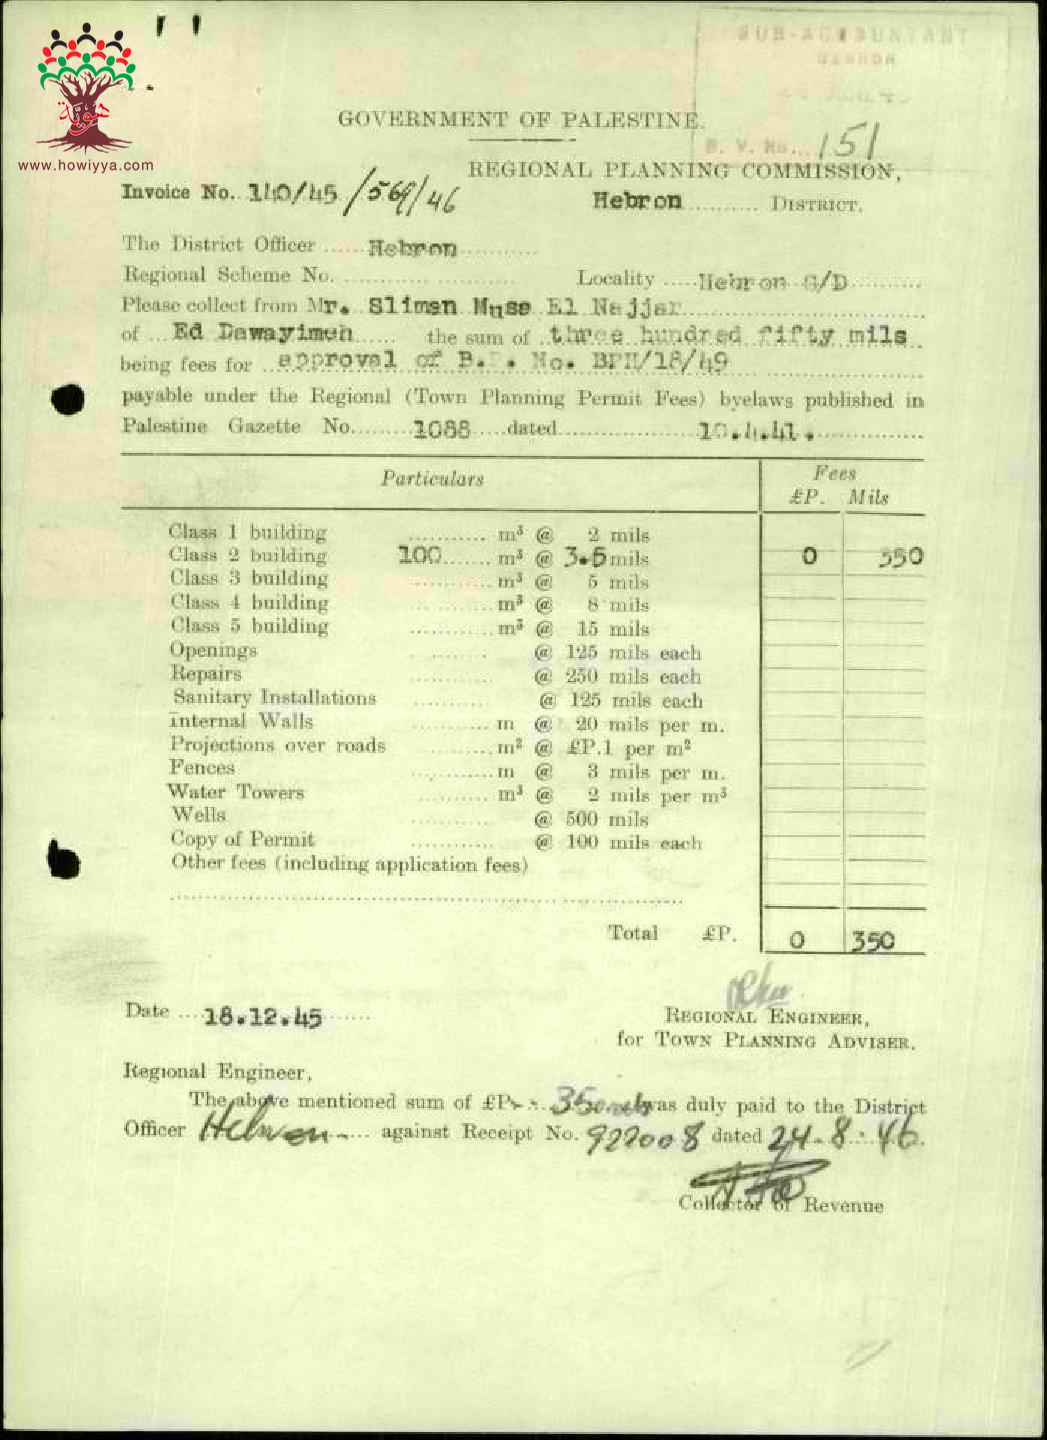 SUB-ACCOUNTANT
HEBRON
B. V. No.... 151
هوية
www.howiyya.com
GOVERNMENT OF PALESTINE.
REGIONAL PLANNING COMMISSION,
Invoice No. 140/45 /569/46
Hebron .......... DISTRICT.
The District Officer ...... Hebron ............
Regional Scheme No. ........................ Locality ..... Hebron S/D ..........
Please collect from Mr. Sliman Muse El Najjar ........................
of ... Ed Dawayimeh ...... the sum of .three hundred fifty mils
being fees for ..approval of B.P. No. BPH/18/49 ..................
payable under the Regional (Town Planning Permit Fees) byelaws published in
Palestine Gazette No......... 1088 .....dated.................... 10.4.41. ...............
Particulars Fees
£P. Mils
Class 1 building ........... m³ @ 2 mils
Class 2 building 100....... m³ @ 3.5 mils 0 350
Class 3 building ........... m³ @ 5 mils
Class 4 building ........... m³ @ 8 mils
Class 5 building ........... m³ @ 15 mils
Openings ........... @ 125 mils each
Repairs ........... @ 250 mils each
Sanitary Installations ........... @ 125 mils each
Internal Walls ........... m @ 20 mils per m.
Projections over roads ........... m² @ £P.1 per m²
Fences ........... m @ 3 mils per m.
Water Towers ........... m³ @ 2 mils per m³
Wells ........... @ 500 mils
Copy of Permit ........... @ 100 mils each
Other fees (including application fees)
Total £P. 0 350
Date .... 18.12.45 .......
REGIONAL ENGINEER,
for TOWN PLANNING ADVISER.
Regional Engineer,
The above mentioned sum of £P. - - 350 mils was duly paid to the District
Officer Hebron ...... against Receipt No. 922008 dated 24.8.46.
Collector of Revenue